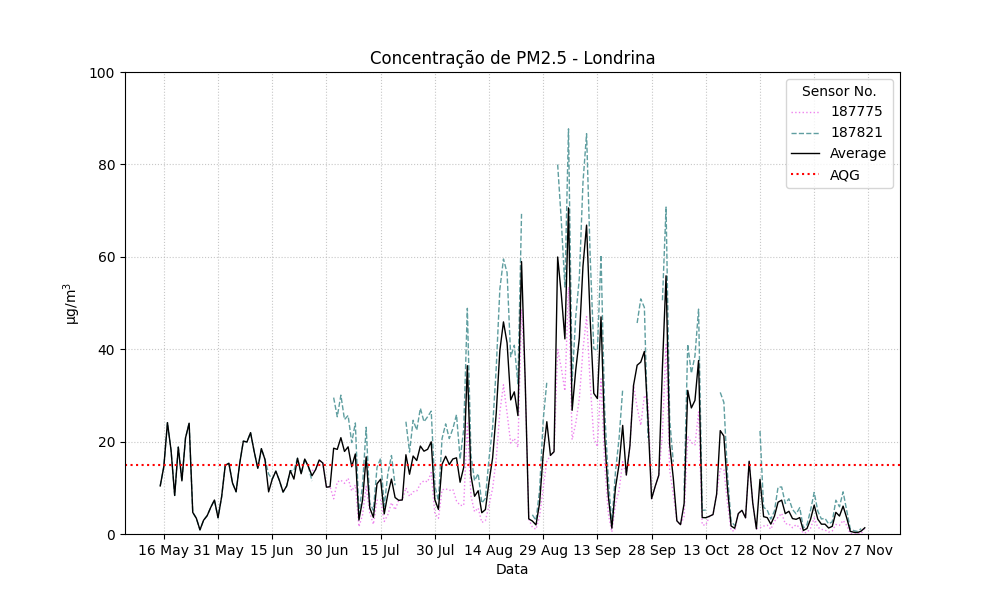 Concentração de PM2.5 - Londrina
Sensor No.
187775
187821
Average
AQG
100
80
60
40
20
0
µg/m³
16 May 31 May 15 Jun 30 Jun 15 Jul 30 Jul 14 Aug 29 Aug 13 Sep 28 Sep 13 Oct 28 Oct 12 Nov 27 Nov
Data